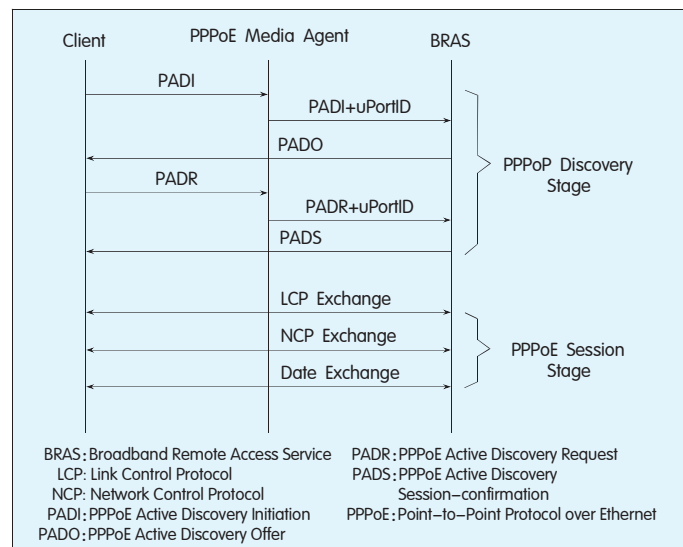 Client PPPoE Media Agent BRAS
PADI
PADI+uPortID
PADO
PADR
PADR+uPortID
PADS
PPPoP Discovery
Stage
LCP Exchange
NCP Exchange
Date Exchange
PPPoE Session
Stage
BRAS:Broadband Remote Access Service
LCP: Link Control Protocol
NCP: Network Control Protocol
PADI:PPPoE Active Discovery Initiation
PADO:PPPoE Active Discovery Offer
PADR:PPPoE Active Discovery Request
PADS:PPPoE Active Discovery
Session-confirmation
PPPoE:Point-to-Point Protocol over Ethernet